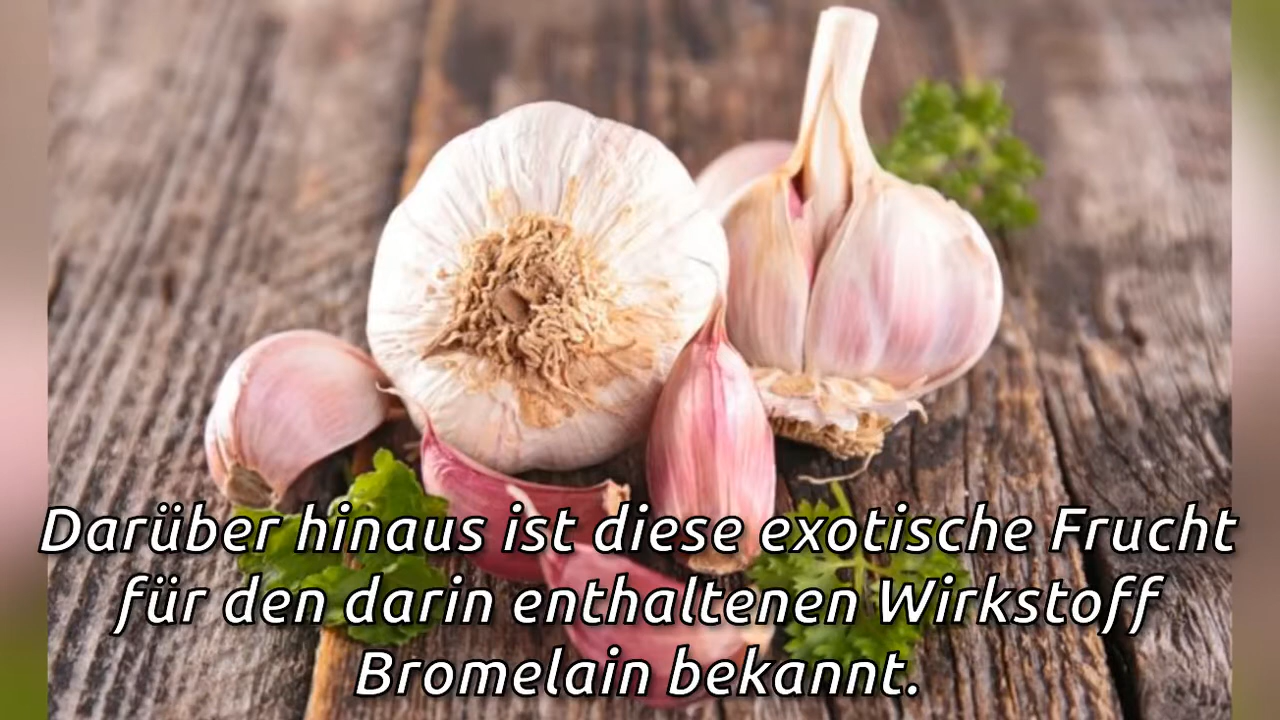 Darüber hinaus ist diese exotische Frucht
für den darin enthaltenen Wirkstoff
Bromelain bekannt.